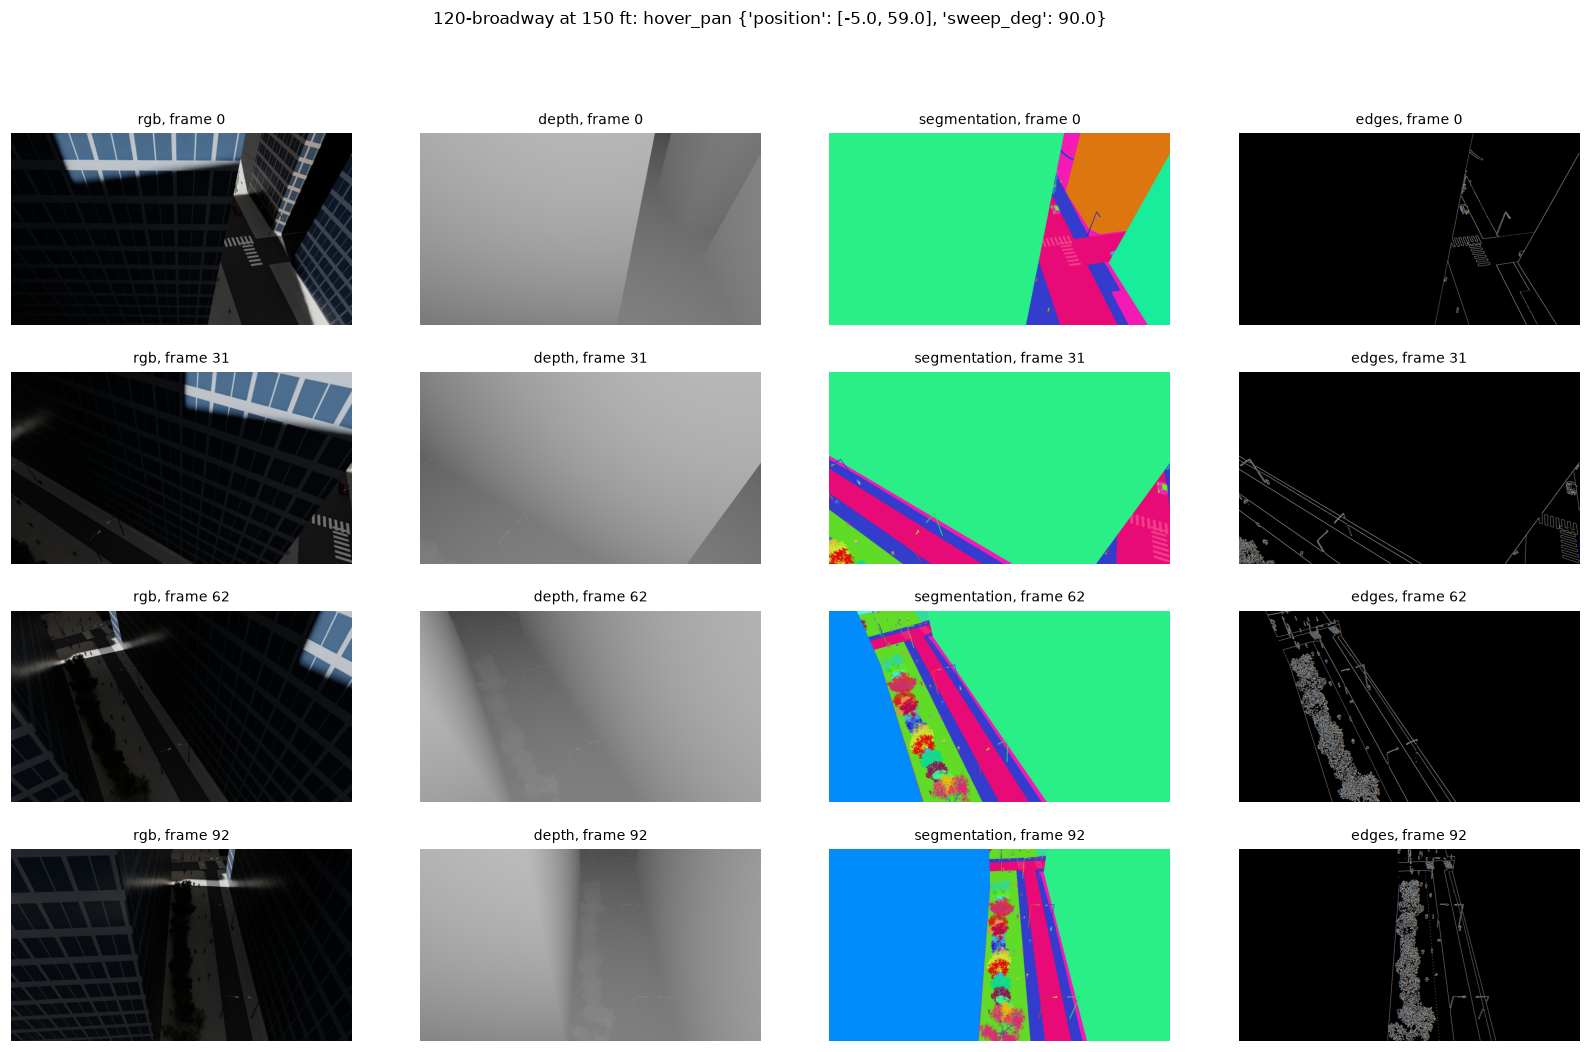 120-broadway at 150 ft: hover_pan {'position': [-5.0, 59.0], 'sweep_deg': 90.0}
rgb, frame 0
depth, frame 0
segmentation, frame 0
edges, frame 0
rgb, frame 31
depth, frame 31
segmentation, frame 31
edges, frame 31
rgb, frame 62
depth, frame 62
segmentation, frame 62
edges, frame 62
rgb, frame 92
depth, frame 92
segmentation, frame 92
edges, frame 92